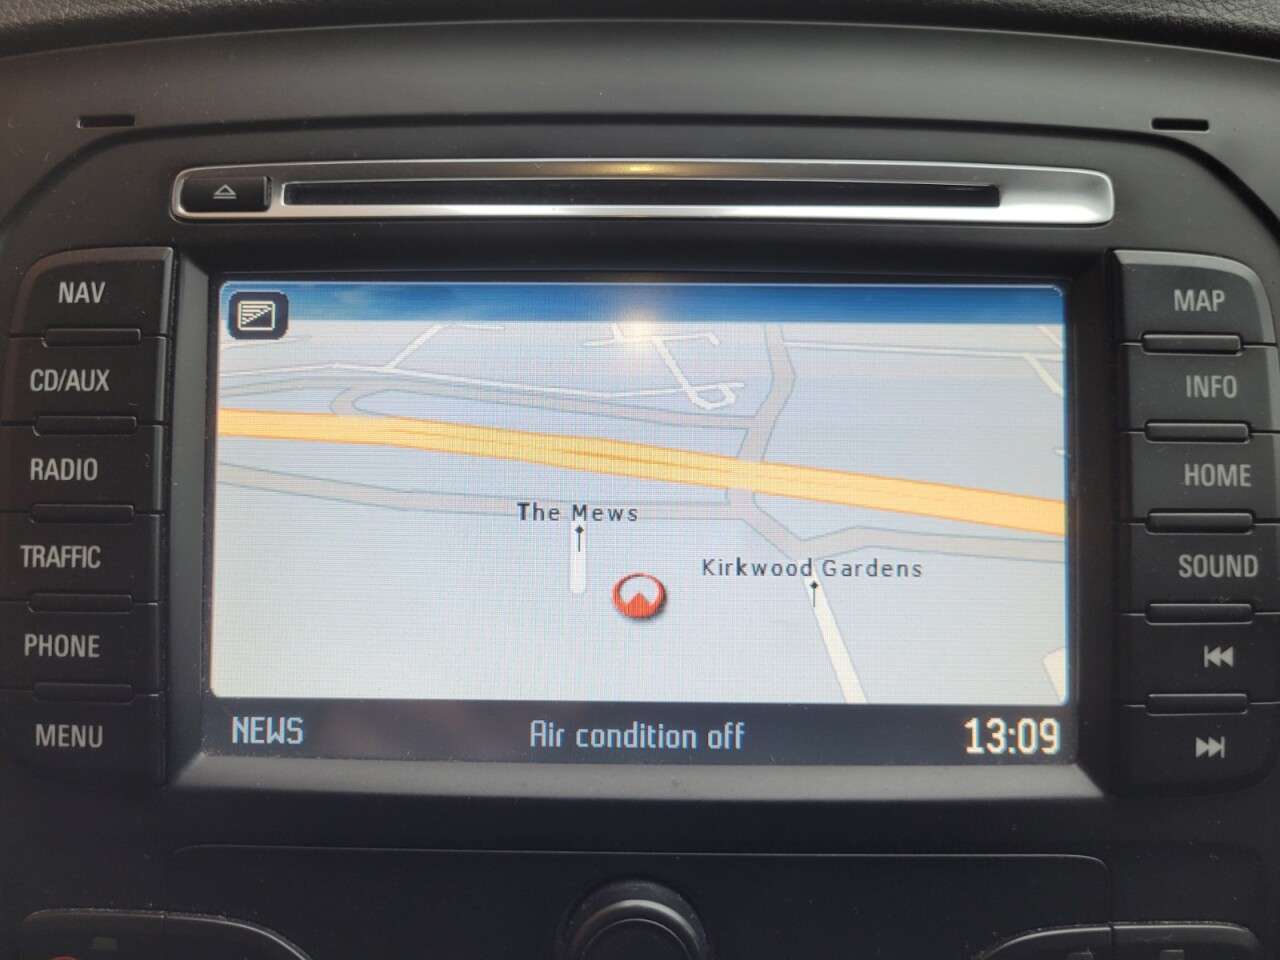 NAV
CD/AUX
RADIO
TRAFFIC
PHONE
MENU
The Mews
Kirkwood Gardens
NEWS
Air condition off
13:09
MAP
INFO
HOME
SOUND